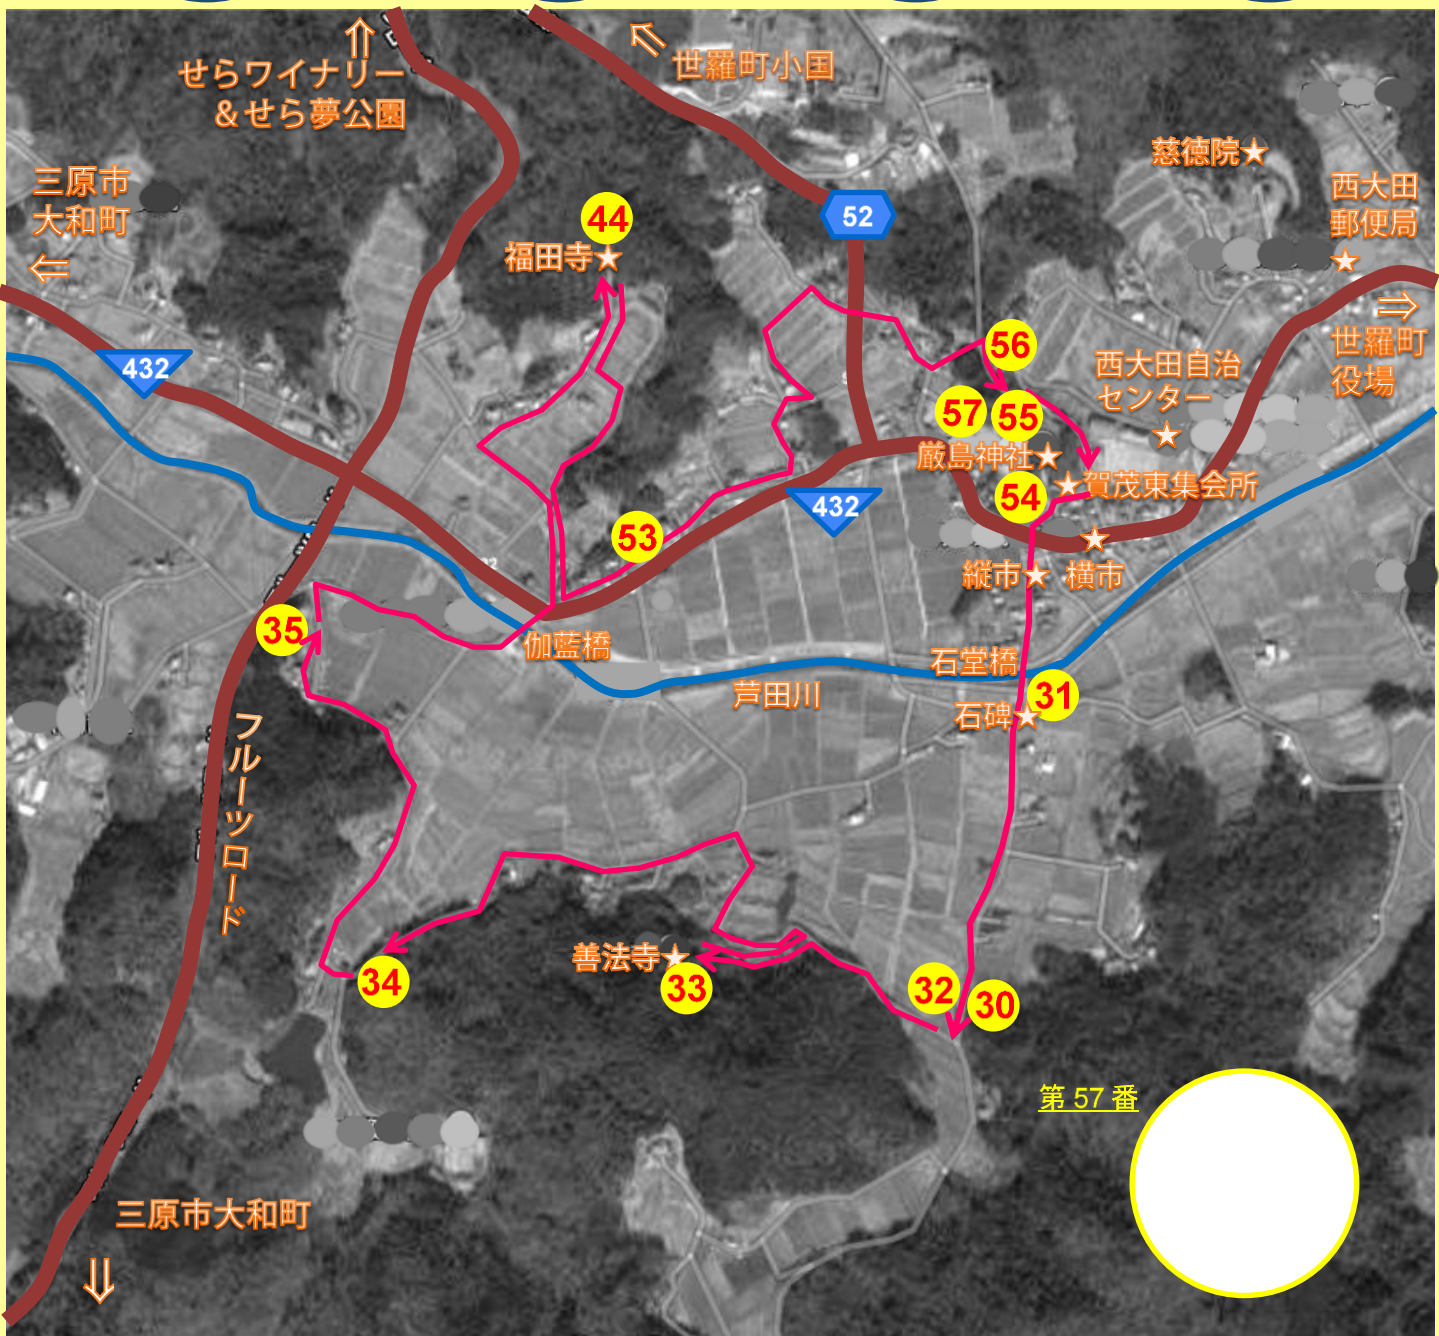 せらワイナリー
＆せら夢公園
世羅町小国
慈徳院
三原市
大和町
西大田
郵便局
44
52
福田寺
世羅町
役場
432
56
西大田自治
センター
57
55
厳島神社
賀茂東集会所
54
432
53
縦市
横市
35
伽藍橋
石堂橋
芦田川
31
石碑
フルーツロード
善法寺
34
33
32
30
第 57 番
三原市大和町